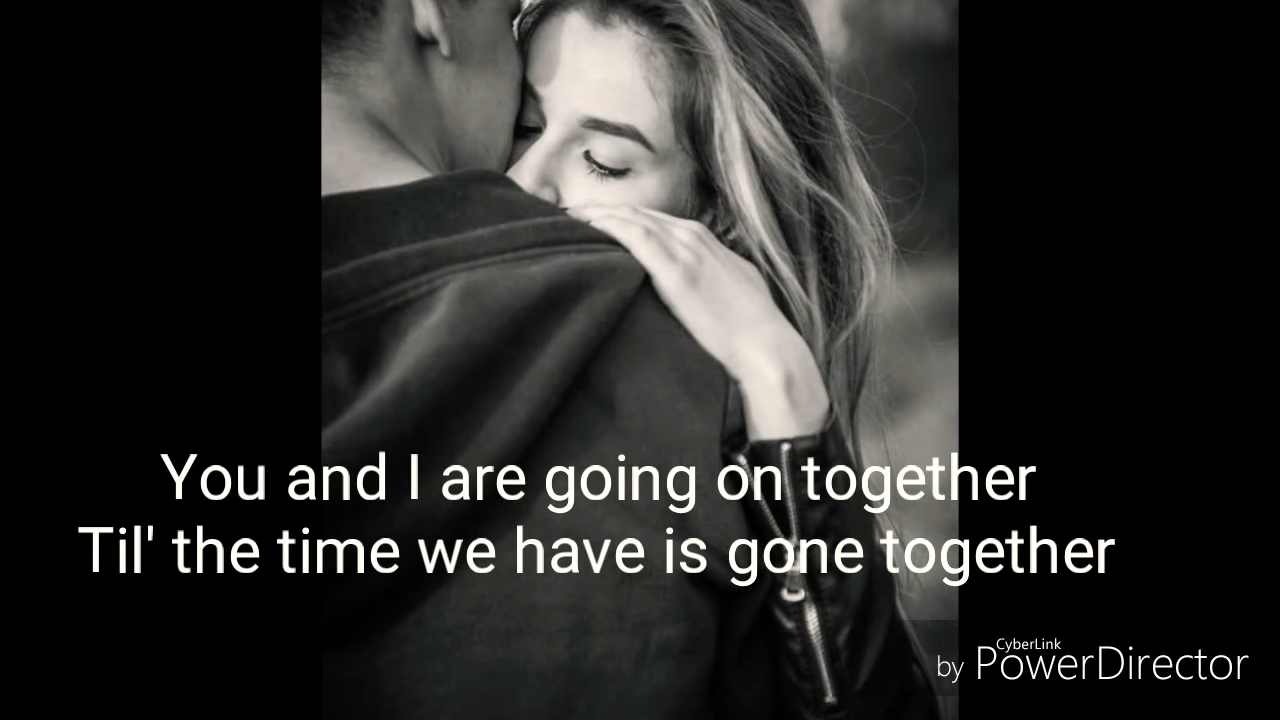 You and I are going on together
Til' the time we have is gone together
CyberLink
by PowerDirector